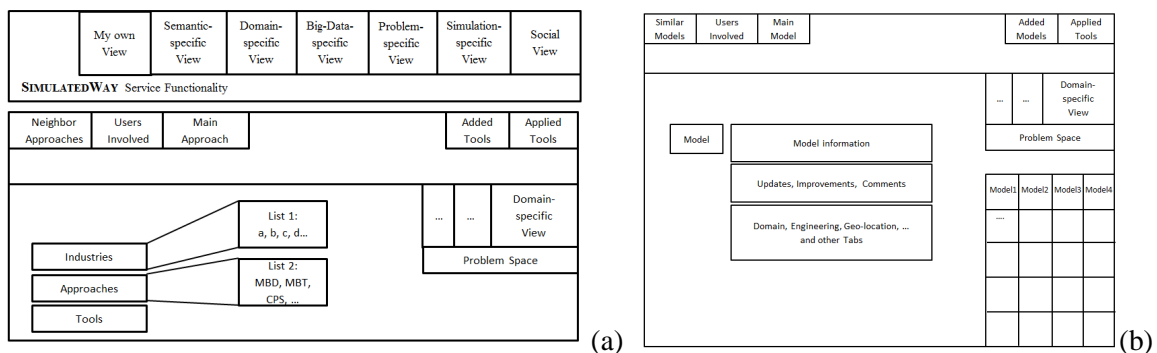 My own
View
Semantic-
specific
View
Domain-
specific
View
Big-Data-
specific
View
Problem-
specific
View
Simulation-
specific
View
Social
View
SIMULATEDWAY Service Functionality
Neighbor
Approaches
Users
Involved
Main
Approach
Added
Tools
Applied
Tools
...
...
Domain-
specific
View
Problem Space
List 1:
a, b, c, d...
Industries
List 2:
MBD, MBT,
CPS, ...
Approaches
Tools
(a)
Similar
Models
Users
Involved
Main
Model
Added
Models
Applied
Tools
...
...
Domain-
specific
View
Problem Space
Model
Model information
Updates, Improvements, Comments
Domain, Engineering, Geo-location, ...
and other Tabs
Model1 Model2 Model3 Model4
....
(b)